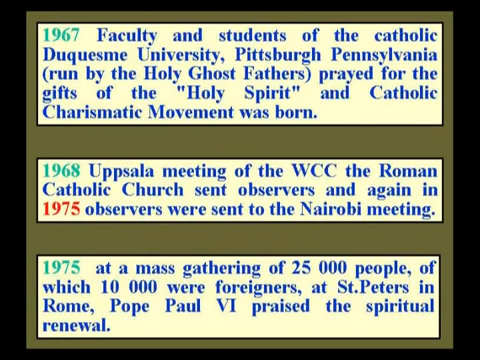 1967 Faculty and students of the catholic
Duquesme University, Pittsburgh Pennsylvania
(run by the Holy Ghost Fathers) prayed for the
gifts of the "Holy Spirit" and Catholic
Charismatic Movement was born.
1968 Uppsala meeting of the WCC the Roman
Catholic Church sent observers and again in
1975 observers were sent to the Nairobi meeting.
1975 at a mass gathering of 25 000 people, of
which 10 000 were foreigners, at St.Peters in
Rome, Pope Paul VI praised the spiritual
renewal.